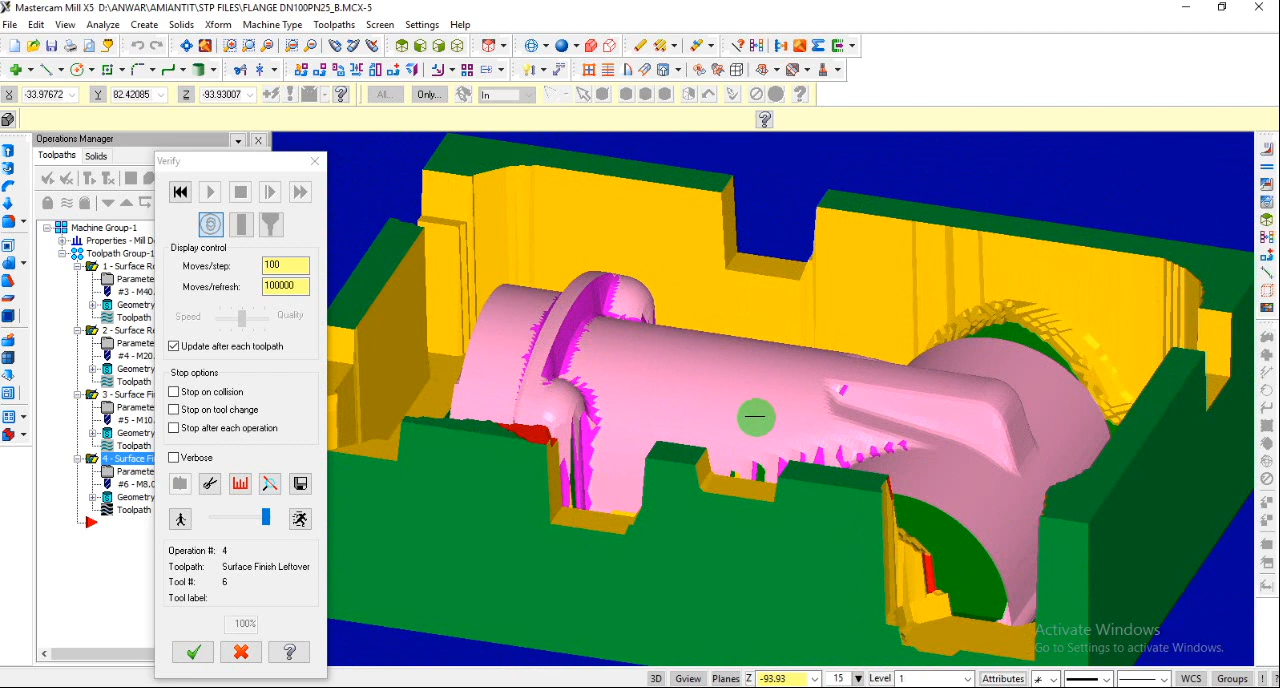 Mastercam Mill X5 D:\ANWAR\AMIANTIT\STP FILES\FLANGE DN100PN25_B.MCX-5
File Edit View Analyze Create Solids Xform Machine Type Toolpaths Screen Settings Help
X -33.97672 Y 82.42085 Z -93.93007 All... Only... In
Operations Manager
Toolpaths Solids
Verify
Machine Group-1
Properties - Mill D
Toolpath Group-1
1 - Surface Re
Paramete
#3 - M40.
Geometry
Toolpath
2 - Surface Re
Paramete
#4 - M20.
Geometry
Toolpath
3 - Surface Fi
Paramete
#5 - M10.
Geometry
Toolpath
4 - Surface Fi
Paramete
#6 - M8.0
Geometry
Toolpath
Display control
Moves/step: 100
Moves/refresh: 100000
Speed Quality
Update after each toolpath
Stop options
Stop on collision
Stop on tool change
Stop after each operation
Verbose
Operation #: 4
Toolpath: Surface Finish Leftover
Tool #: 6
Tool label:
100%
Activate Windows
Go to Settings to activate Windows.
3D Gview Planes Z -93.93 15 Level 1 Attributes WCS Groups ! ?